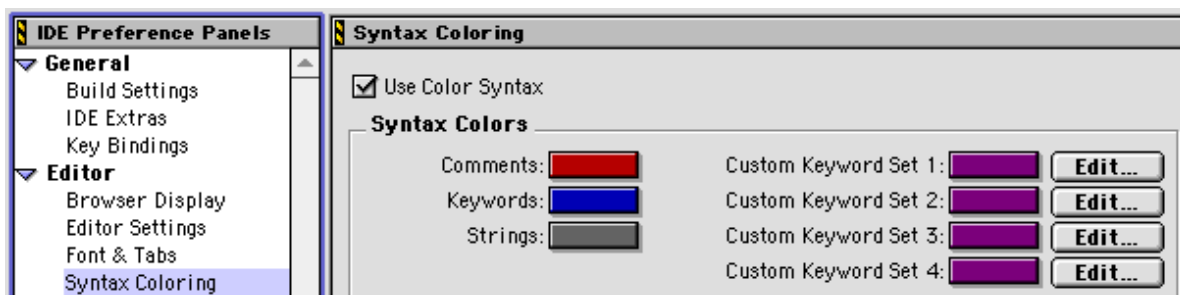 IDE Preference Panels
General
Build Settings
IDE Extras
Key Bindings
Editor
Browser Display
Editor Settings
Font & Tabs
Syntax Coloring
Syntax Coloring
Use Color Syntax
Syntax Colors
Comments: Custom Keyword Set 1: Edit...
Keywords: Custom Keyword Set 2: Edit...
Strings: Custom Keyword Set 3: Edit...
Custom Keyword Set 4: Edit...